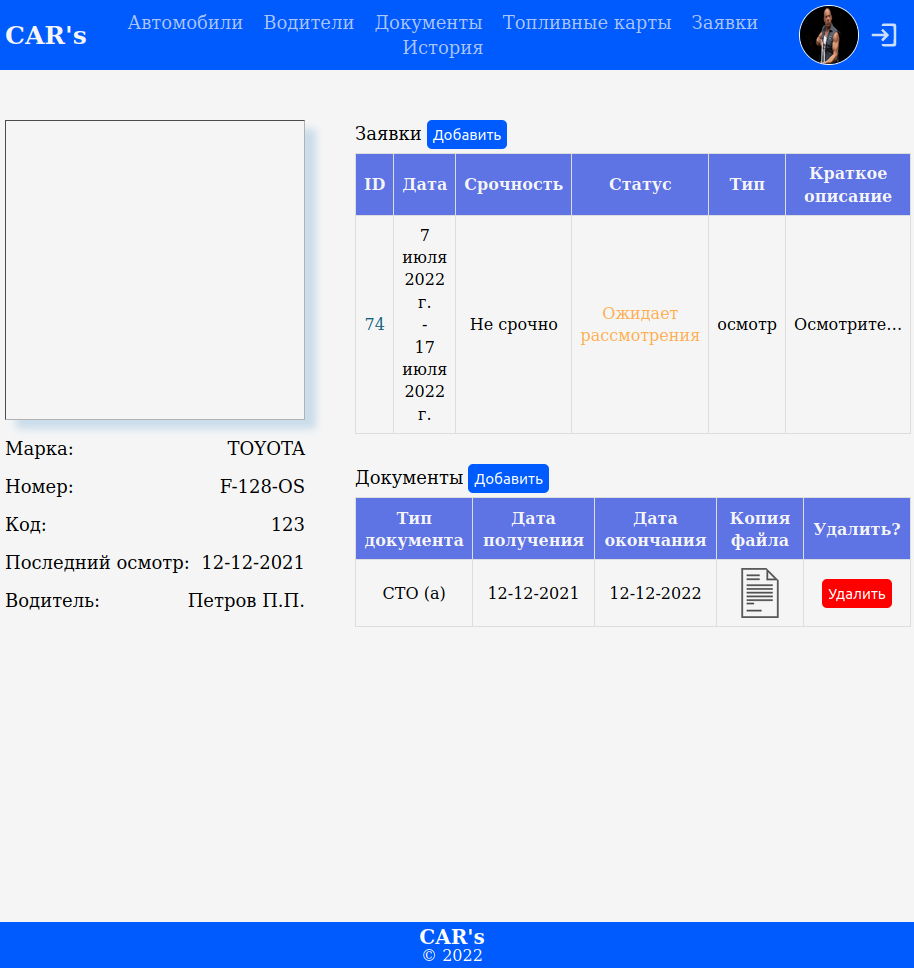 CAR's
Автомобили Водители Документы Топливные карты Заявки
История
Марка: TOYOTA
Номер: F-128-OS
Код: 123
Последний осмотр: 12-12-2021
Водитель: Петров П.П.
Заявки Добавить
ID Дата Срочность Статус Тип Краткое
описание
74 7
июля
2022
г.
-
17
июля
2022
г.
Не срочно
Ожидает
рассмотрения
осмотр
Осмотрите...
Документы Добавить
Тип
документа
Дата
получения
Дата
окончания
Копия
файла
Удалить?
СТО (а) 12-12-2021 12-12-2022 Удалить
CAR's
© 2022